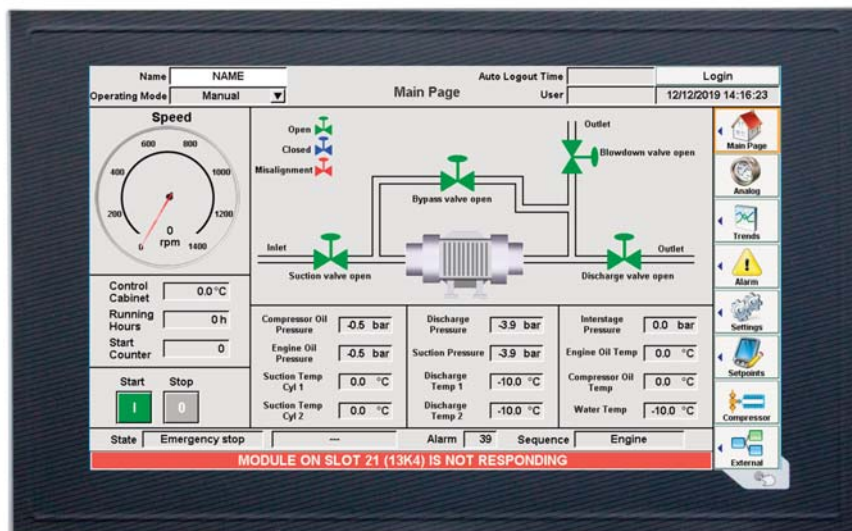 Name NAME
Operating Mode Manual
Main Page
Auto Logout Time
User
Login
12/12/2019 14:16:23
Speed
0
200
400
600
800
1000
1200
1400
0
rpm
Control Cabinet 0.0 °C
Running Hours 0 h
Start Counter 0
Start Stop
I 0
Open
Closed
Misalignment
Outlet
Blowdown valve open
Bypass valve open
Inlet
Suction valve open
Outlet
Discharge valve open
Compressor Oil Pressure -0.5 bar
Engine Oil Pressure -0.5 bar
Suction Temp Cyl 1 0.0 °C
Suction Temp Cyl 2 0.0 °C
Discharge Pressure -3.9 bar
Suction Pressure -3.9 bar
Discharge Temp 1 -10.0 °C
Discharge Temp 2 -10.0 °C
Interstage Pressure 0.0 bar
Engine Oil Temp 0.0 °C
Compressor Oil Temp 0.0 °C
Water Temp -10.0 °C
State Emergency stop --- Alarm 39 Sequence Engine
MODULE ON SLOT 21 (13K4) IS NOT RESPONDING
Main Page
Analog
Trends
Alarm
Settings
Setpoints
Compressor
External